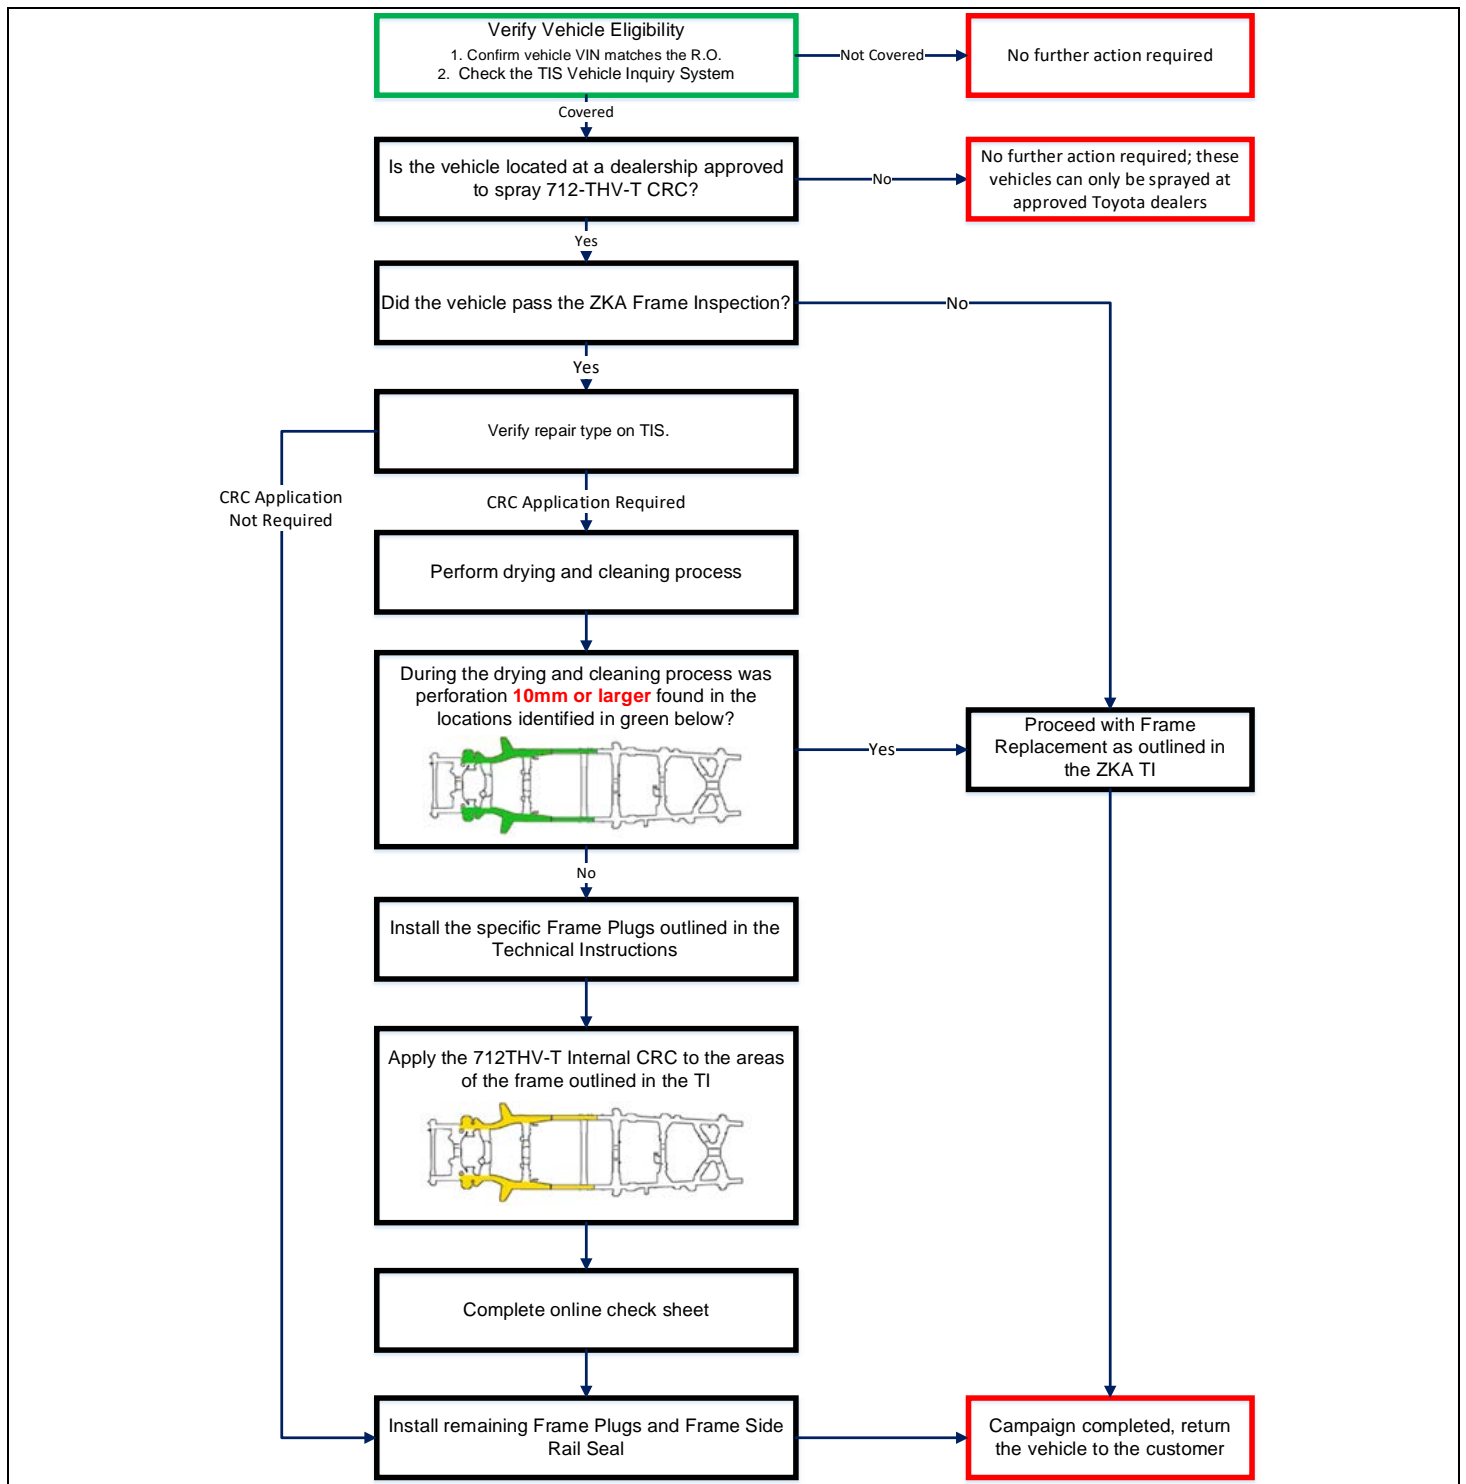 Verify Vehicle Eligibility
1. Confirm vehicle VIN matches the R.O.
2. Check the TIS Vehicle Inquiry System
Not Covered
No further action required
Covered
Is the vehicle located at a dealership approved
to spray 712-THV-T CRC?
No
No further action required; these
vehicles can only be sprayed at
approved Toyota dealers
Yes
Did the vehicle pass the ZKA Frame Inspection?
No
Yes
Verify repair type on TIS.
CRC Application
Not Required
CRC Application Required
Perform drying and cleaning process
During the drying and cleaning process was
perforation 10mm or larger found in the
locations identified in green below?
Yes
Proceed with Frame
Replacement as outlined in
the ZKA TI
No
Install the specific Frame Plugs outlined in the
Technical Instructions
Apply the 712THV-T Internal CRC to the areas
of the frame outlined in the TI
Complete online check sheet
Install remaining Frame Plugs and Frame Side
Rail Seal
Campaign completed, return
the vehicle to the customer